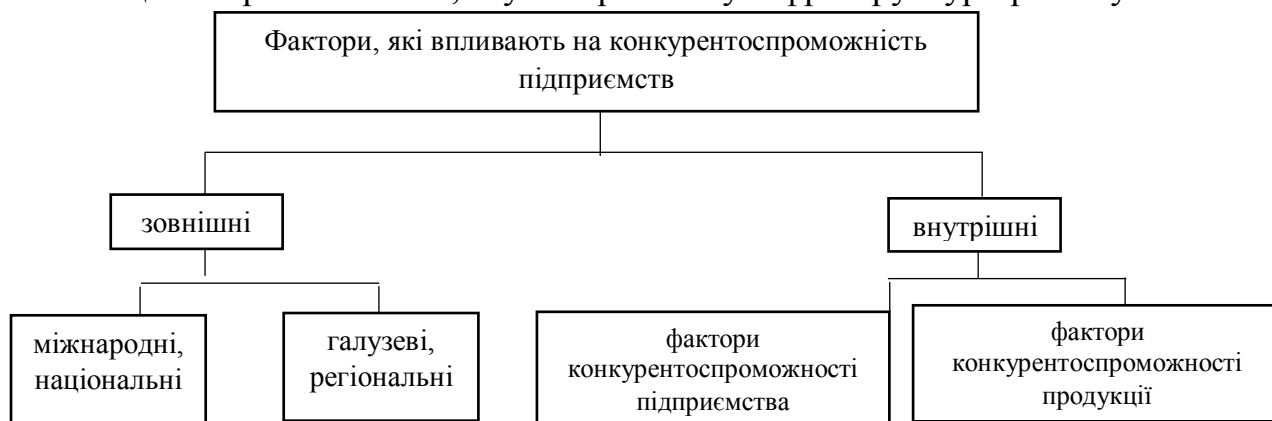 Фактори, які впливають на конкурентоспроможність
підприємств
зовнішні
внутрішні
міжнародні,
національні
галузеві,
регіональні
фактори
конкурентоспроможності
підприємства
фактори
конкурентоспроможності
продукції